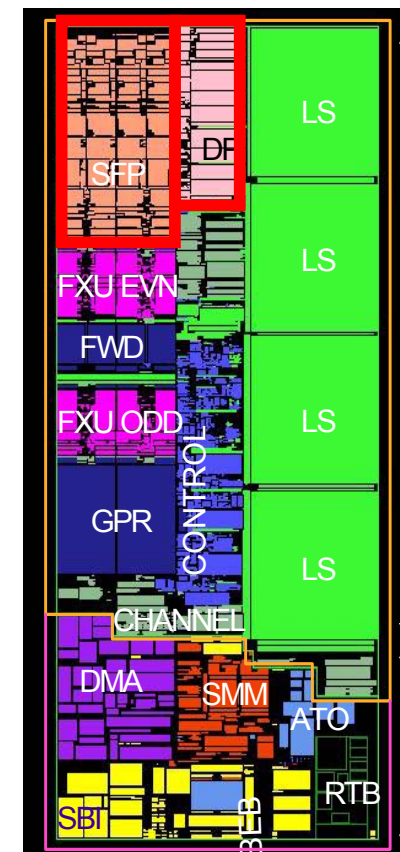 LS
SFP
DP
LS
FXU EVN
FWD
LS
FXU ODD
CONTROL
GPR
LS
CHANNEL
DMA
SMM
ATO
SBI
BEB
RTB